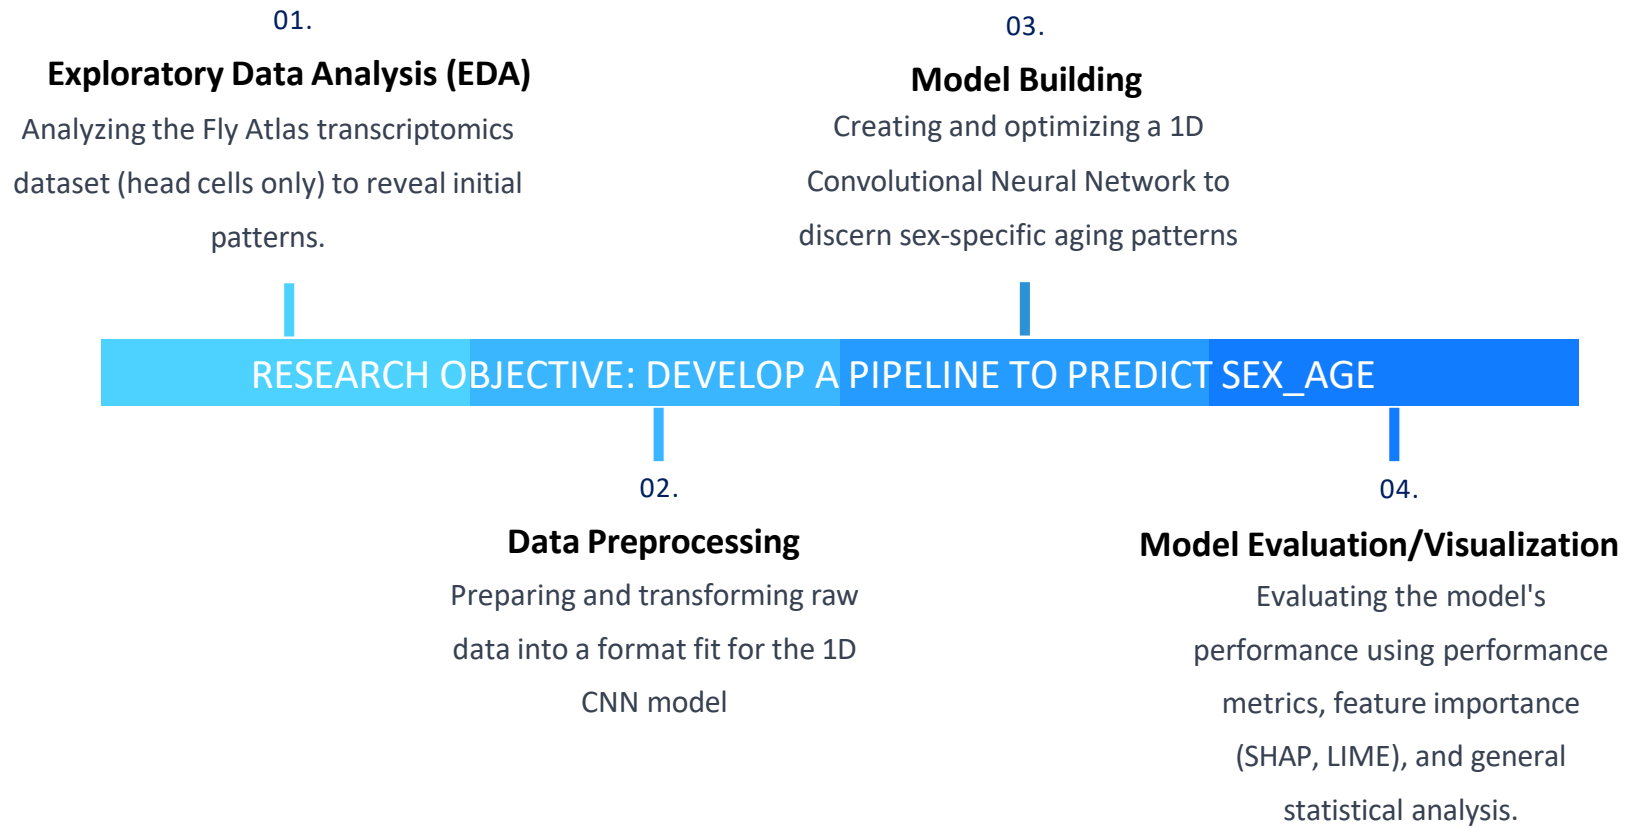 01.
Exploratory Data Analysis (EDA)
Analyzing the Fly Atlas transcriptomics
dataset (head cells only) to reveal initial
patterns.
03.
Model Building
Creating and optimizing a 1D
Convolutional Neural Network to
discern sex-specific aging patterns
RESEARCH OBJECTIVE: DEVELOP A PIPELINE TO PREDICT SEX_AGE
02.
Data Preprocessing
Preparing and transforming raw
data into a format fit for the 1D
CNN model
04.
Model Evaluation/Visualization
Evaluating the model's
performance using performance
metrics, feature importance
(SHAP, LIME), and general
statistical analysis.